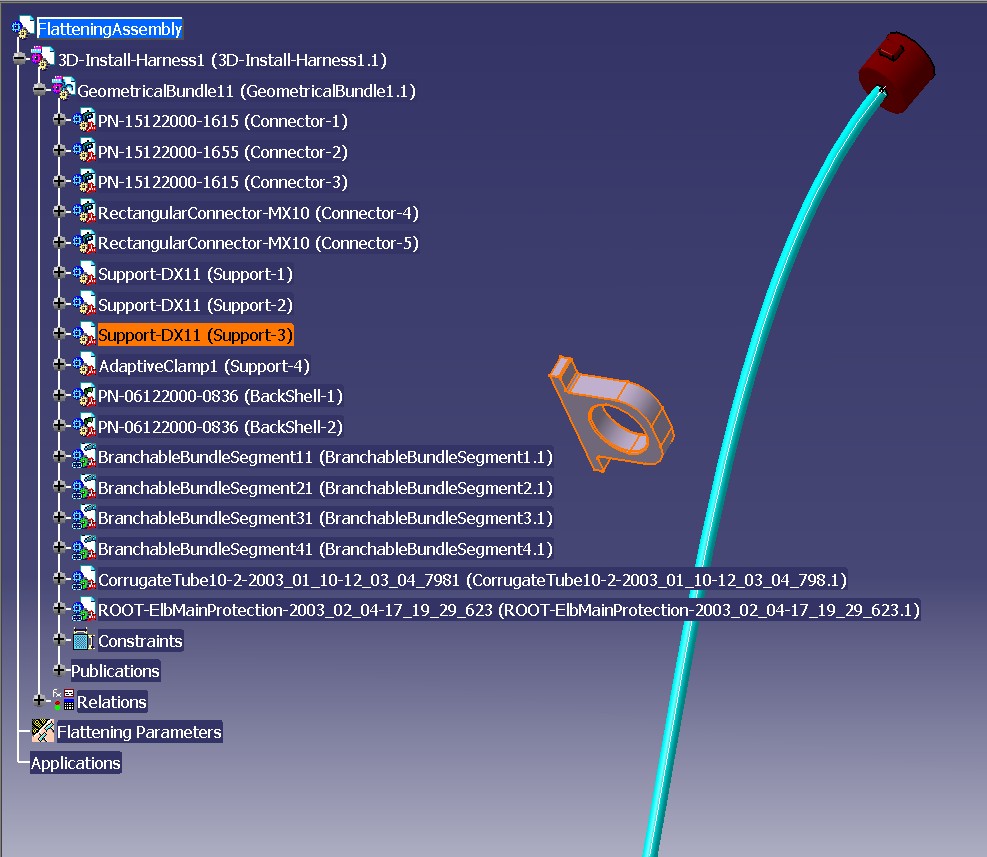 FlatteningAssembly
3D-Install-Harness1 (3D-Install-Harness1.1)
GeometricalBundle11 (GeometricalBundle1.1)
PN-15122000-1615 (Connector-1)
PN-15122000-1655 (Connector-2)
PN-15122000-1615 (Connector-3)
RectangularConnector-MX10 (Connector-4)
RectangularConnector-MX10 (Connector-5)
Support-DX11 (Support-1)
Support-DX11 (Support-2)
Support-DX11 (Support-3)
AdaptiveClamp1 (Support-4)
PN-06122000-0836 (BackShell-1)
PN-06122000-0836 (BackShell-2)
BranchableBundleSegment11 (BranchableBundleSegment1.1)
BranchableBundleSegment21 (BranchableBundleSegment2.1)
BranchableBundleSegment31 (BranchableBundleSegment3.1)
BranchableBundleSegment41 (BranchableBundleSegment4.1)
CorrugateTube10-2-2003_01_10-12_03_04_7981 (CorrugateTube10-2-2003_01_10-12_03_04_798.1)
ROOT-ElbMainProtection-2003_02_04-17_19_29_623 (ROOT-ElbMainProtection-2003_02_04-17_19_29_623.1)
Constraints
Publications
Relations
Flattening Parameters
Applications